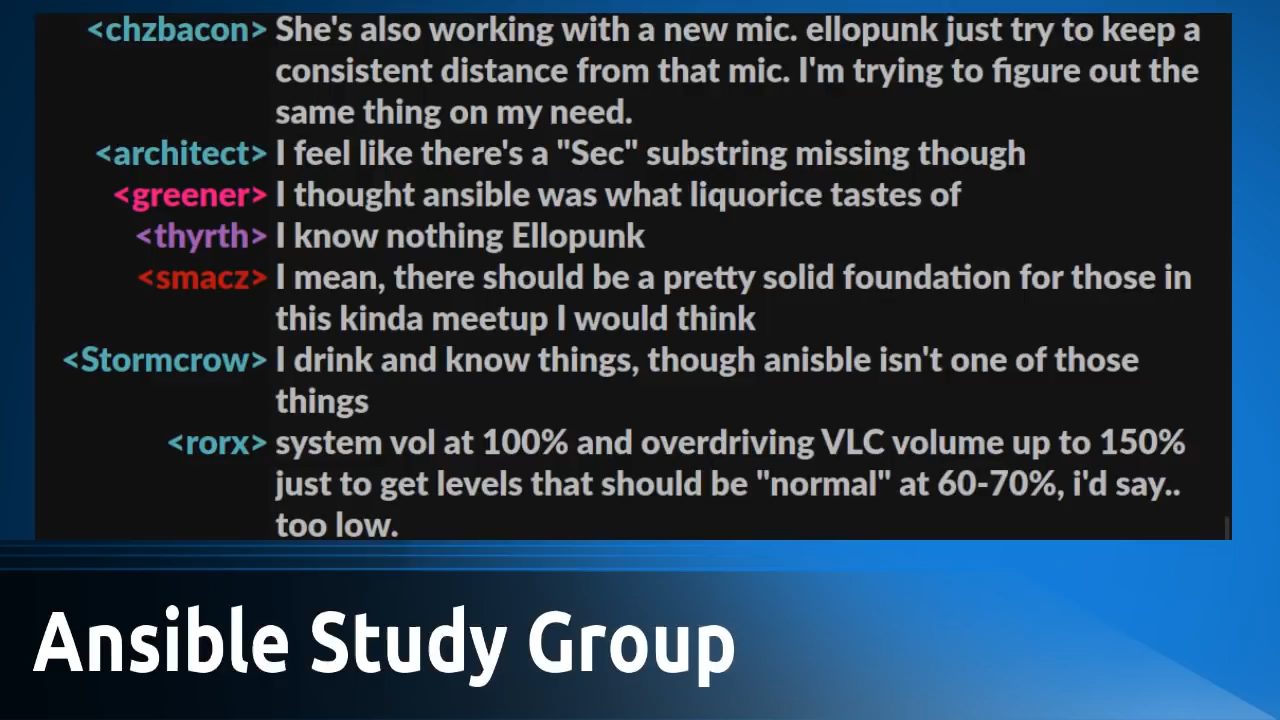 <chzbacon> She's also working with a new mic. ellopunk just try to keep a
consistent distance from that mic. I'm trying to figure out the
same thing on my need.
<architect> I feel like there's a "Sec" substring missing though
<greener> I thought ansible was what liquorice tastes of
<thyrth> I know nothing Ellopunk
<smacz> I mean, there should be a pretty solid foundation for those in
this kinda meetup I would think
<Stormcrow> I drink and know things, though anisble isn't one of those
things
<rorx> system vol at 100% and overdriving VLC volume up to 150%
just to get levels that should be "normal" at 60-70%, i'd say..
too low.
Ansible Study Group